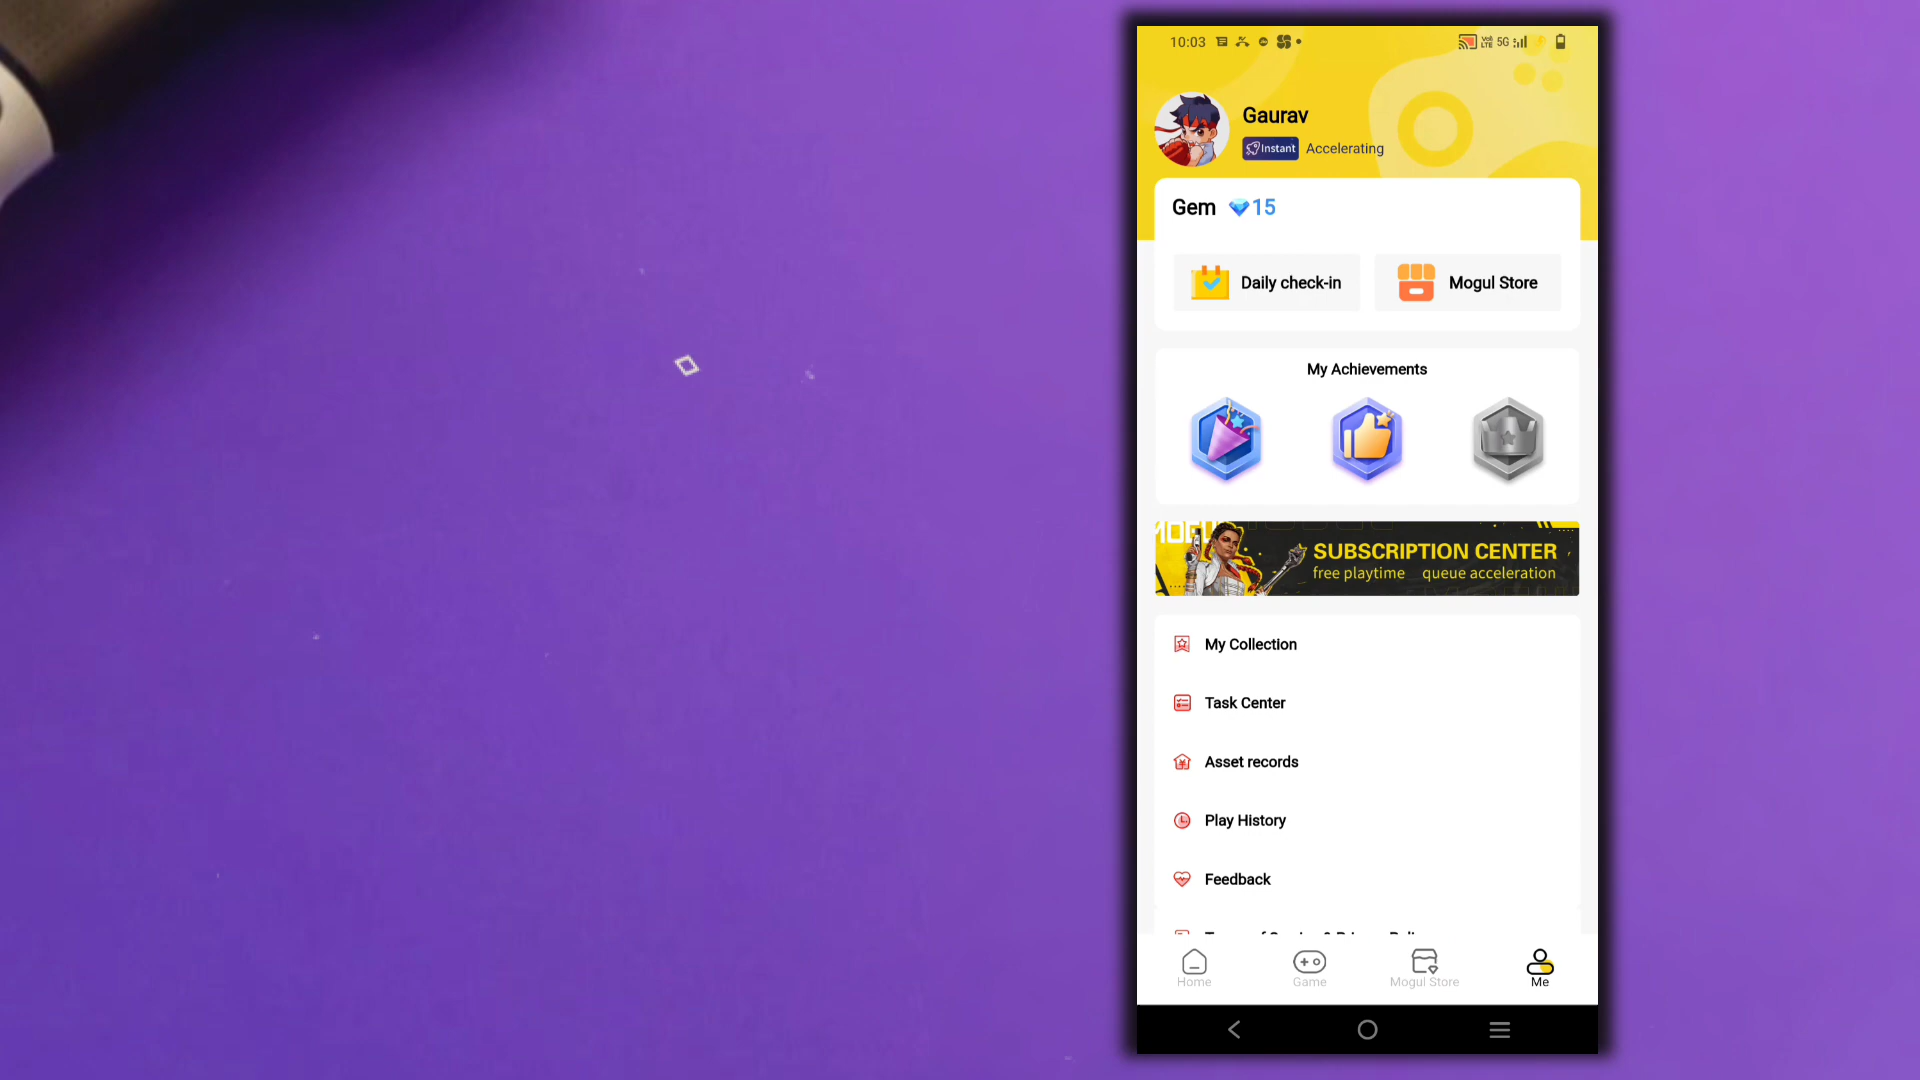 10:03
5G
Gaurav
Instant Accelerating
Gem 15
Daily check-in
Mogul Store
My Achievements
SUBSCRIPTION CENTER
free playtime queue acceleration
My Collection
Task Center
Asset records
Play History
Feedback
Home
Game
Mogul Store
Me